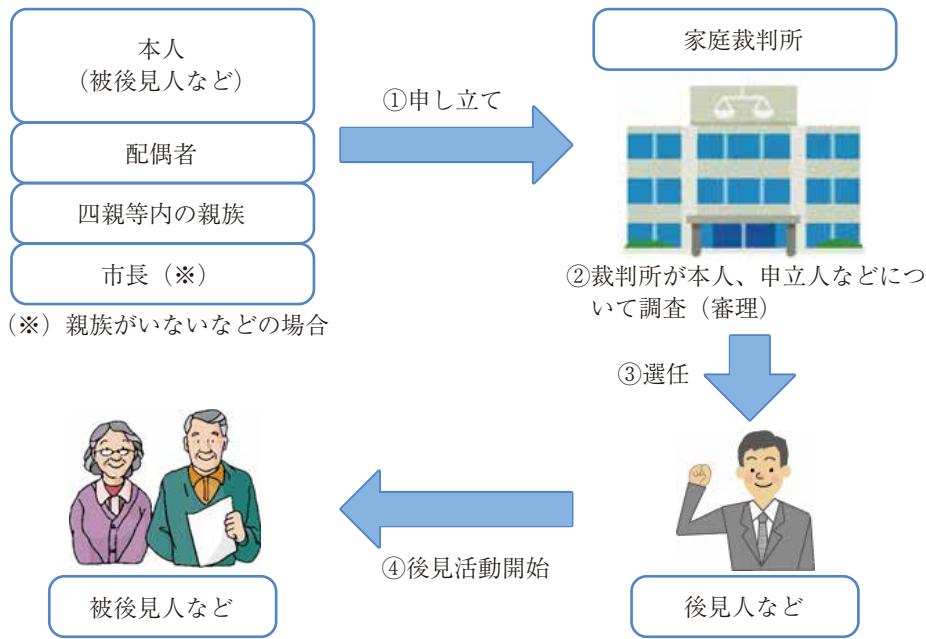 本人
（被後見人など）
配偶者
四親等内の親族
市長（※）
（※）親族がいないなどの場合
①申し立て
家庭裁判所
②裁判所が本人、申立人などにつ
いて調査（審理）
③選任
後見人など
④後見活動開始
被後見人など